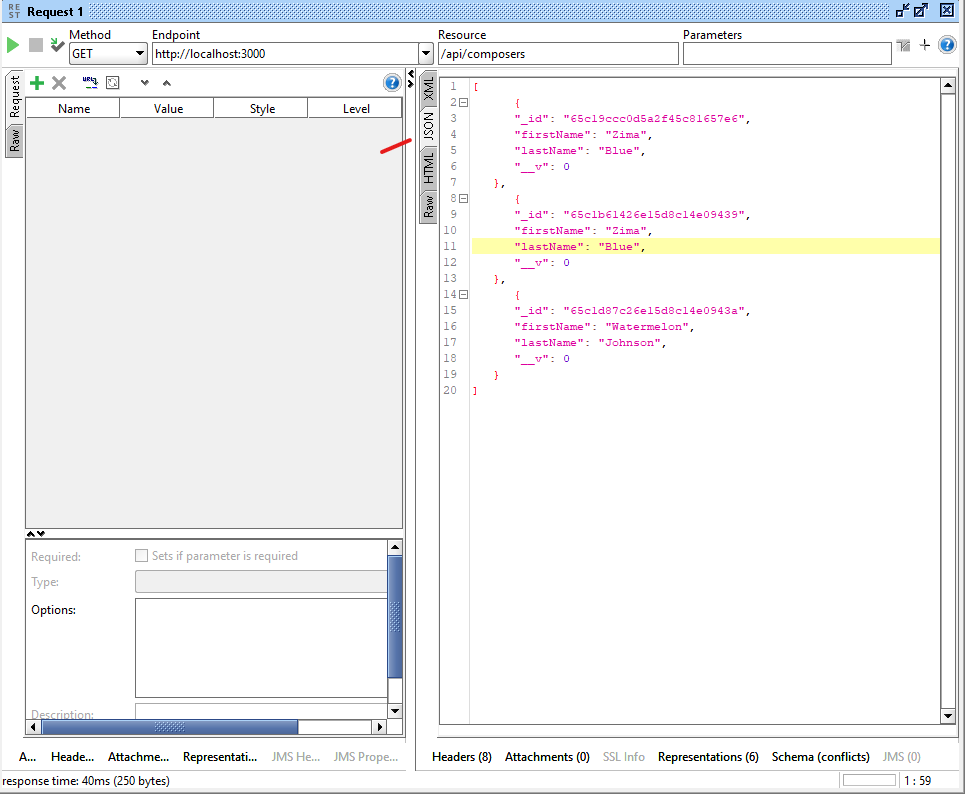 RE
ST
Request 1
Method
Endpoint
Resource
Parameters
GET
http://localhost:3000
/api/composers
Request
Raw
URL
Name Value Style Level
XML
JSON
HTML
Raw
1 [
2 {
3 "_id": "65c19ccc0d5a2f45c81657e6",
4 "firstName": "Zima",
5 "lastName": "Blue",
6 "__v": 0
7 },
8 {
9 "_id": "65c1b61426e15d8c14e09439",
10 "firstName": "Zima",
11 "lastName": "Blue",
12 "__v": 0
13 },
14 {
15 "_id": "65c1d87c26e15d8c14e0943a",
16 "firstName": "Watermelon",
17 "lastName": "Johnson",
18 "__v": 0
19 }
20 ]
Required:
Sets if parameter is required
Type:
Options:
Description:
A... Heade... Attachme... Representati... JMS He... JMS Prope...
Headers (8) Attachments (0) SSL Info Representations (6) Schema (conflicts) JMS (0)
response time: 40ms (250 bytes)
1 : 59